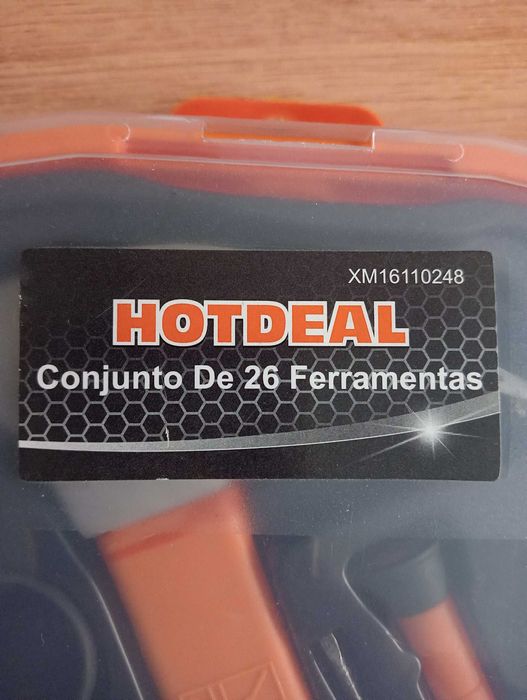 XM16110248
HOTDEAL
Conjunto De 26 Ferramentas